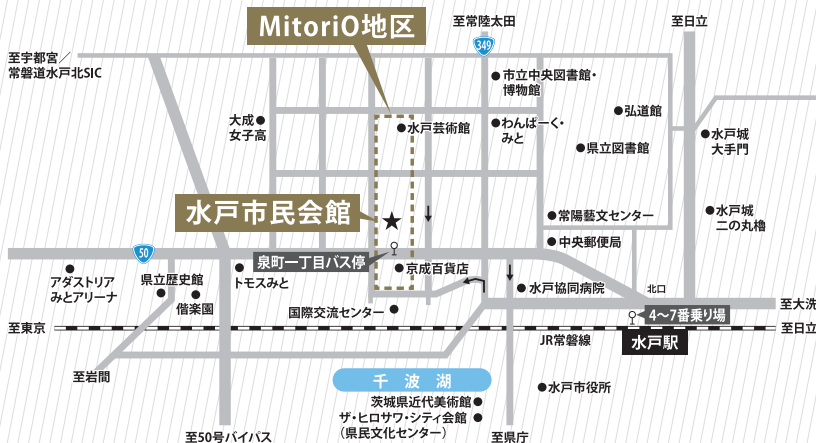 MitoriO地区
至常陸太田
至日立
349
至宇都宮／
常磐道水戸北SIC
市立中央図書館・
博物館
大成
女子高
水戸芸術館
わんぱーく・
みと
弘道館
県立図書館
水戸城
大手門
水戸市民会館
常陽藝文センター
水戸城
二の丸櫓
中央郵便局
50
泉町一丁目バス停
京成百貨店
アダストリア
みとアリーナ
県立歴史館
偕楽園
トモスみと
国際交流センター
水戸協同病院
北口
4〜7番乗り場
至大洗
至東京
至日立
JR常磐線
水戸駅
至岩間
千波湖
水戸市役所
茨城県近代美術館
ザ・ヒロサワ・シティ会館
（県民文化センター）
至50号バイパス
至県庁